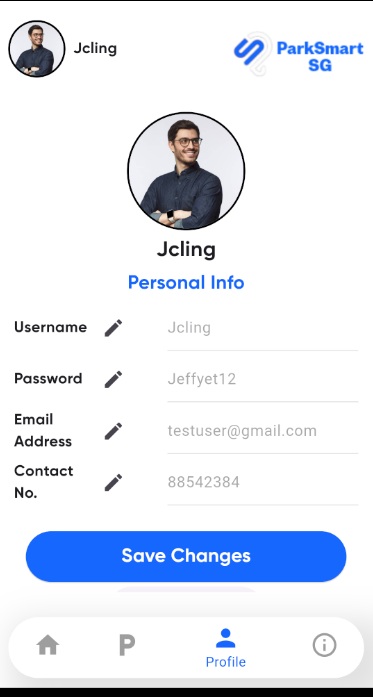 Jcling
ParkSmart
SG
Jcling
Personal Info
Username
Jcling
Password
Jeffyet12
Email
Address
testuser@gmail.com
Contact
No.
88542384
Save Changes
P
Profile